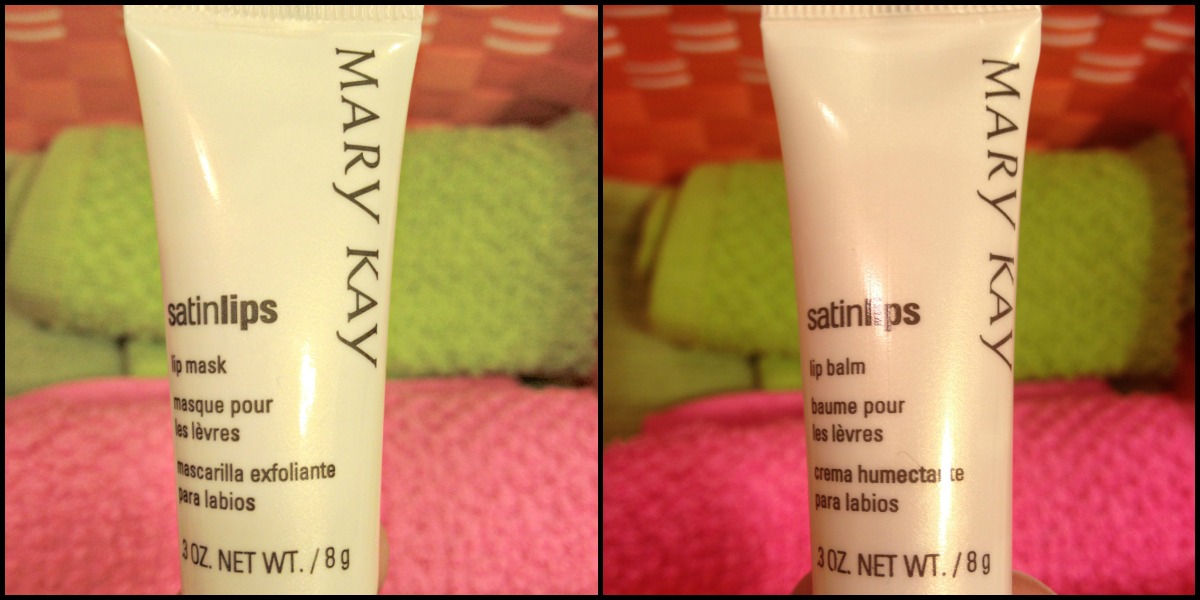 MARY KAY
satinlips
lip mask
masque pour
les lèvres
mascarilla exfoliante
para labios
.3 OZ. NET WT. / 8 g
MARY KAY
satinlips
lip balm
baume pour
les lèvres
crema humectante
para labios
.3 OZ. NET WT. / 8 g